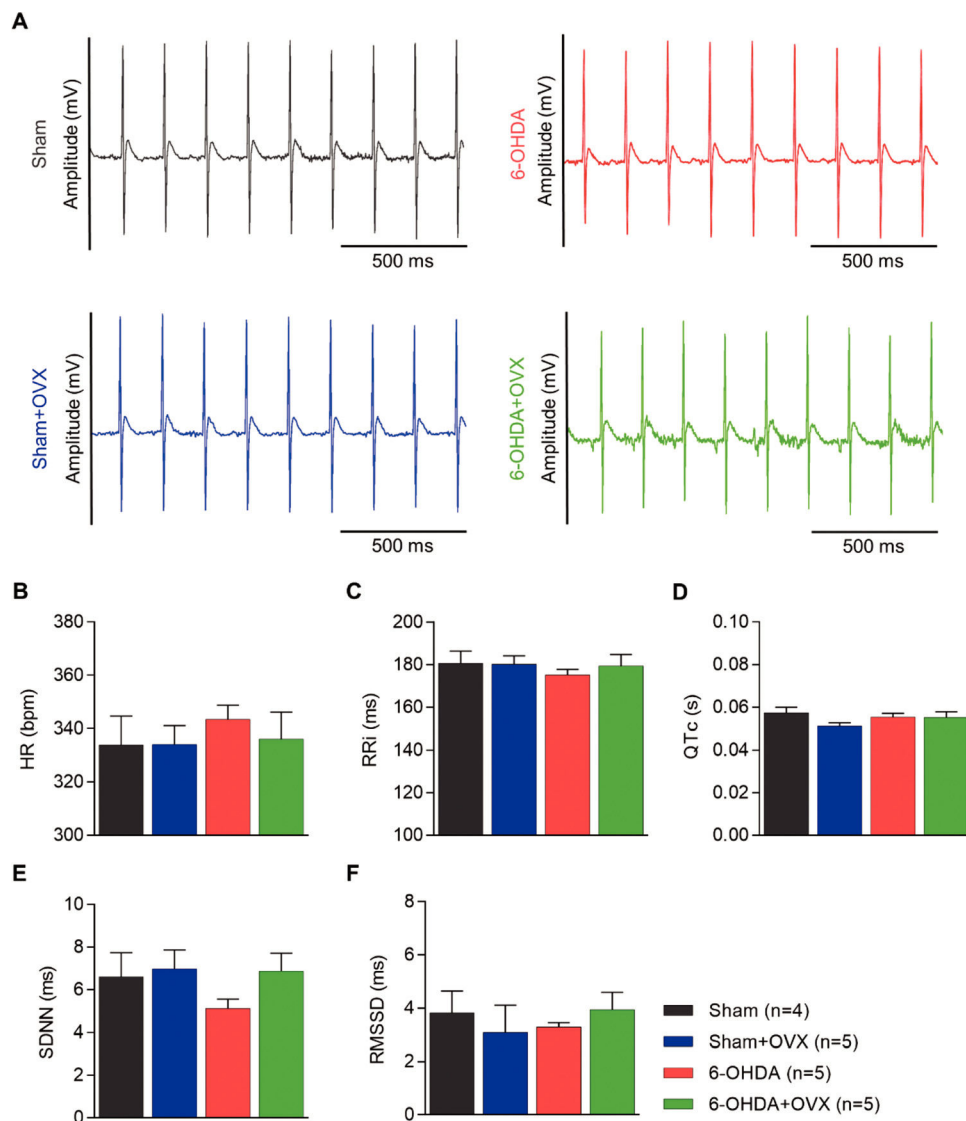 A
Sham
Amplitude (mV)
500 ms
6-OHDA
Amplitude (mV)
500 ms
Sham+OVX
Amplitude (mV)
500 ms
6-OHDA+OVX
Amplitude (mV)
500 ms
B
HR (bpm)
380
360
340
320
300
C
RRi (ms)
200
180
160
140
120
100
D
QTc (s)
0.10
0.08
0.06
0.04
0.02
0.00
E
SDNN (ms)
10
8
6
4
2
0
F
RMSSD (ms)
8
6
4
2
0
Sham (n=4)
Sham+OVX (n=5)
6-OHDA (n=5)
6-OHDA+OVX (n=5)